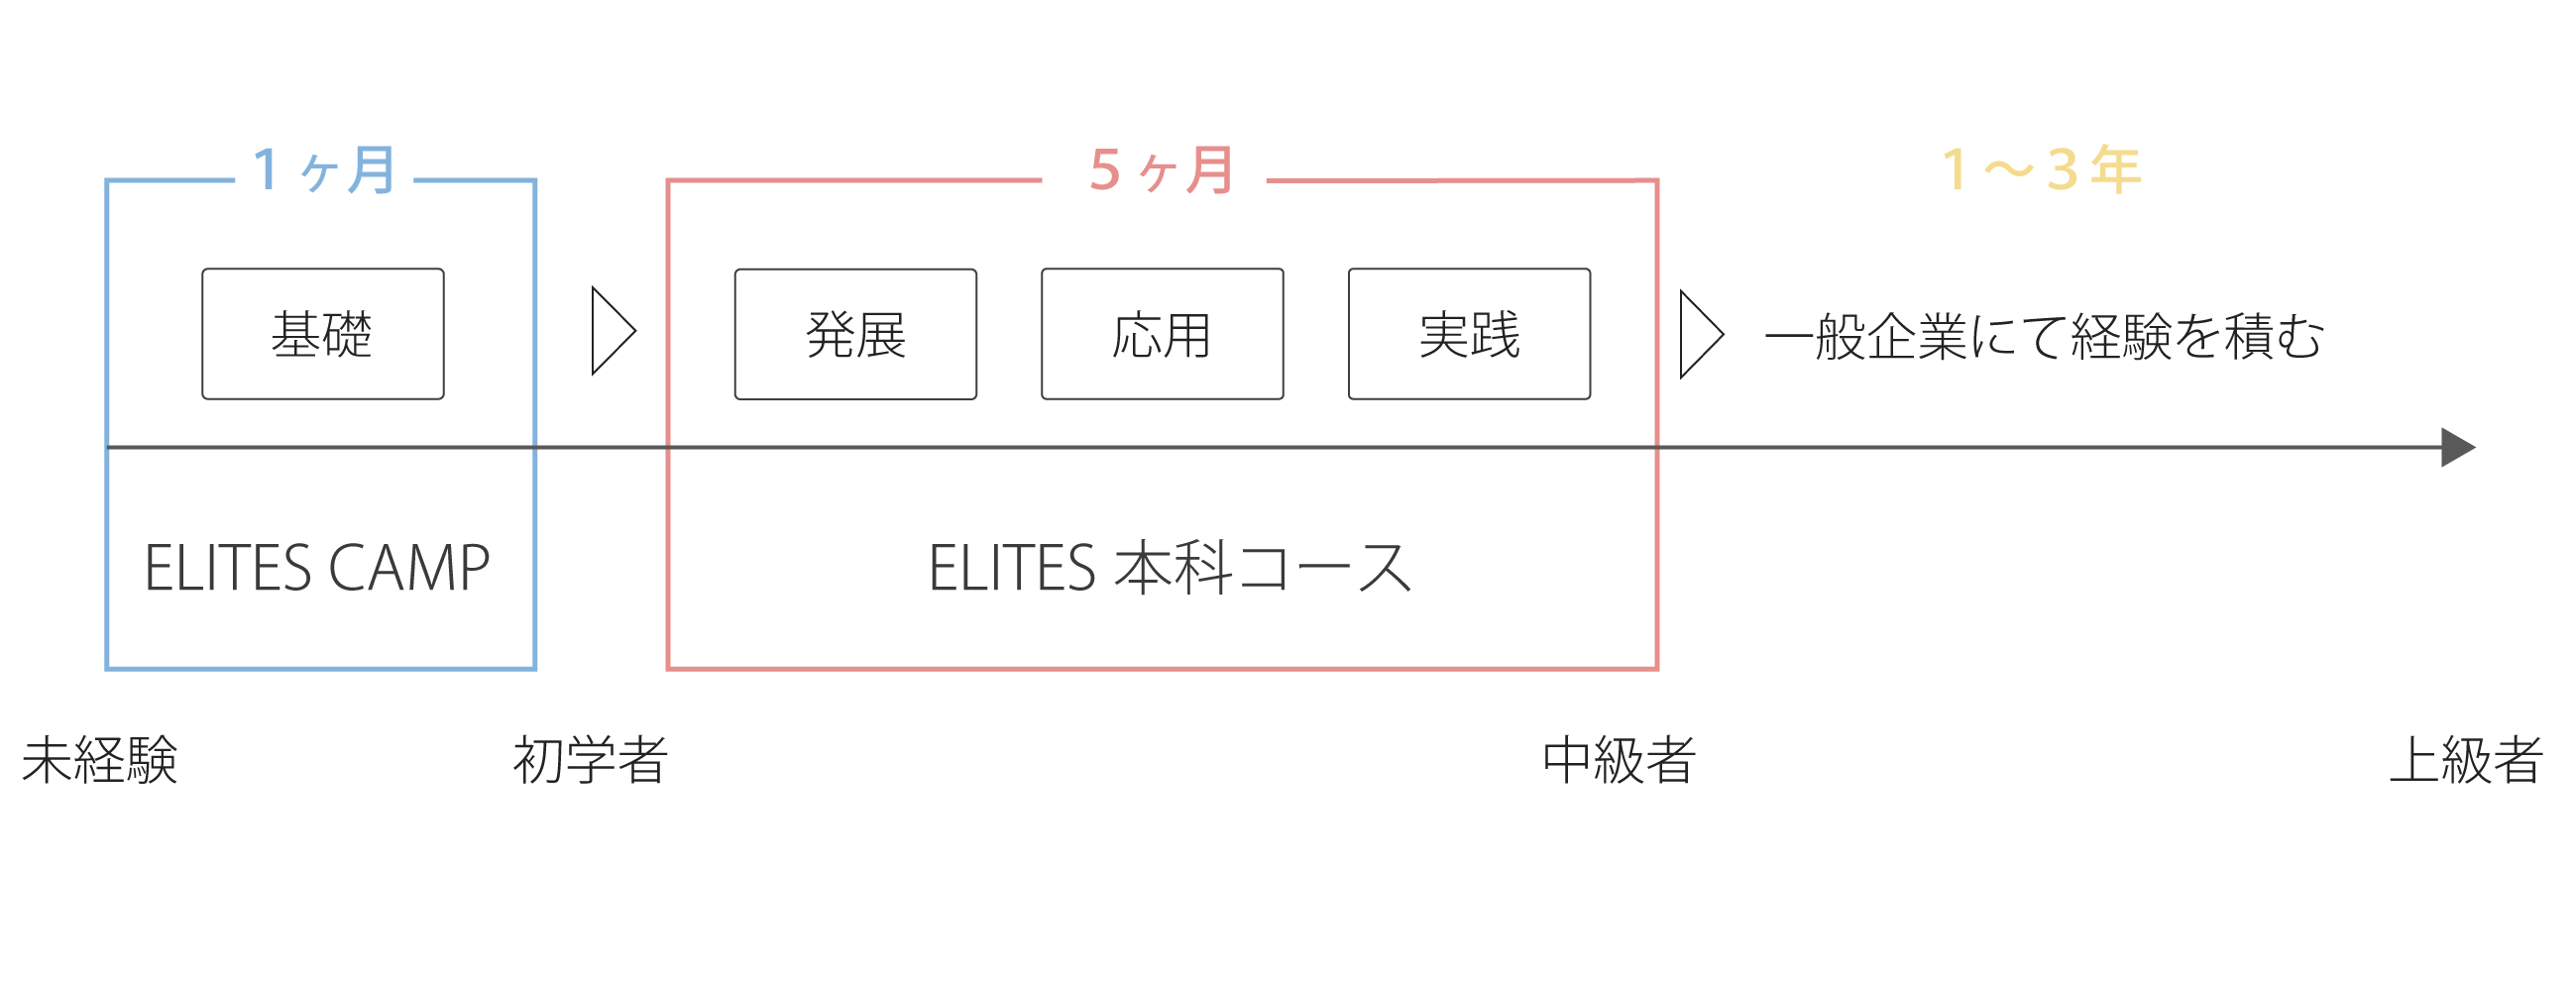 1ヶ月
5ヶ月
1〜3年
基礎
発展
応用
実践
一般企業にて経験を積む
ELITES CAMP
ELITES 本科コース
未経験
初学者
中級者
上級者